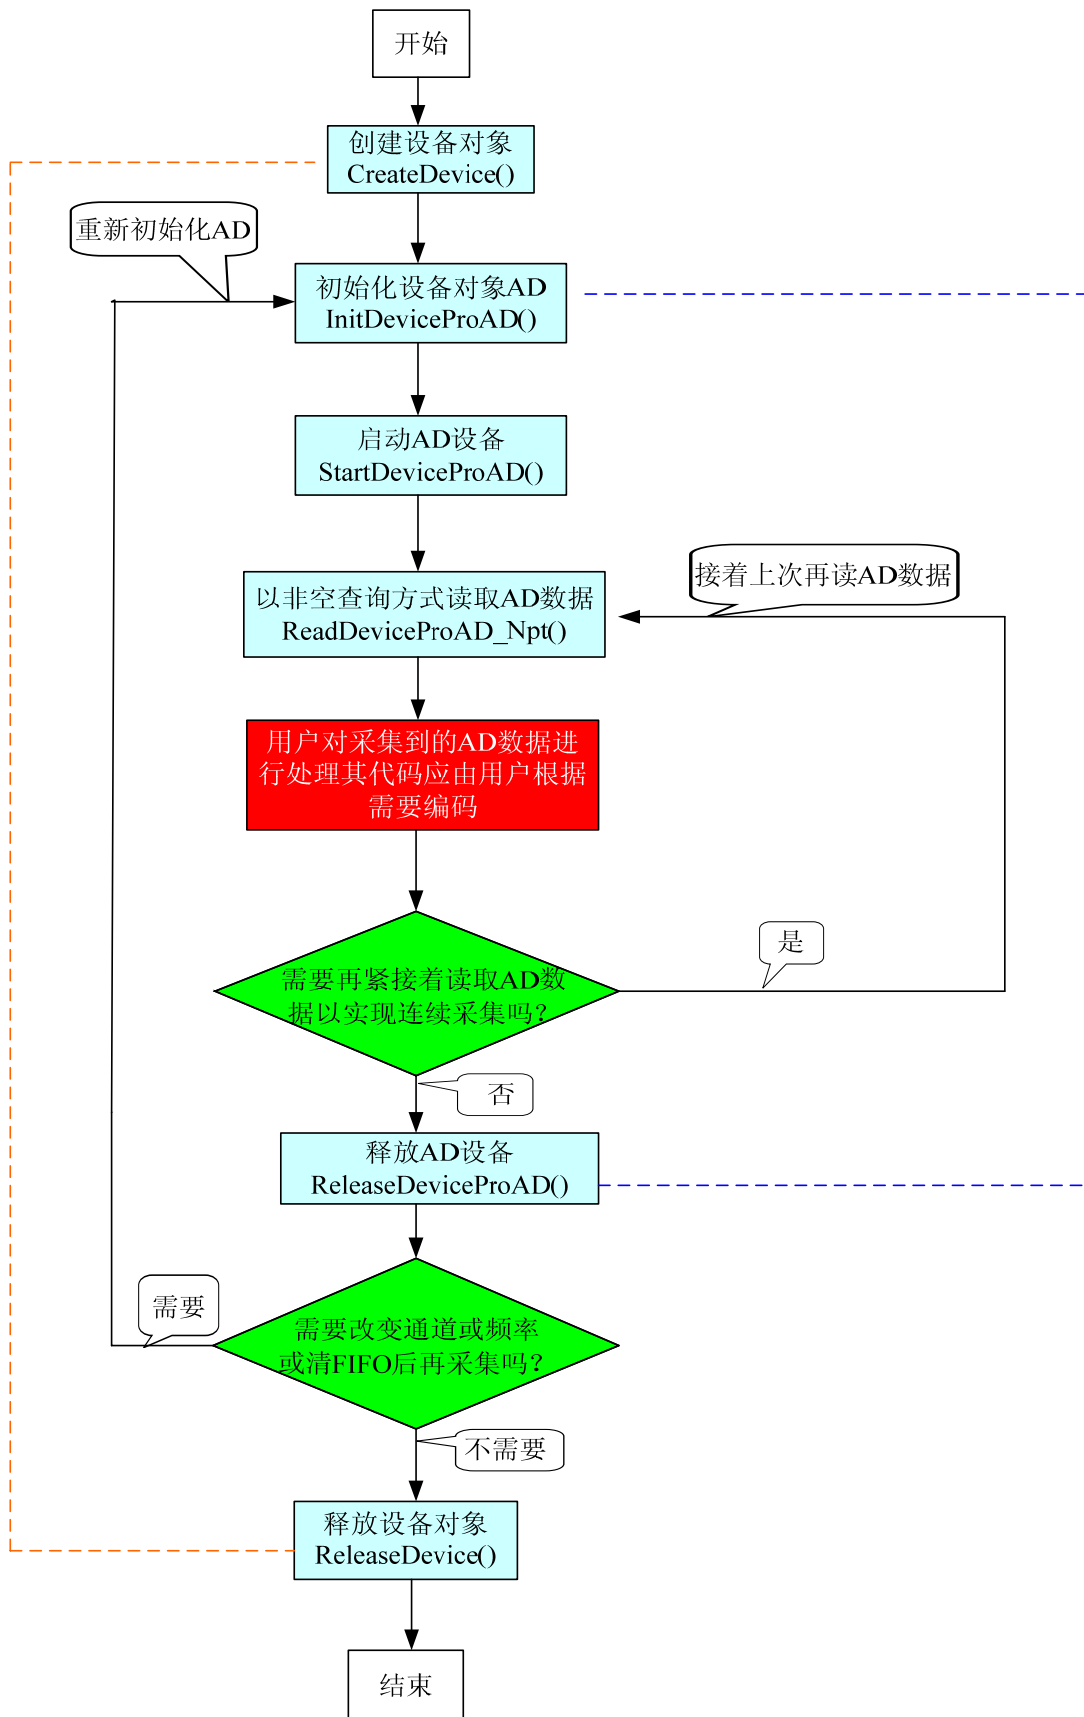 开始
创建设备对象
CreateDevice()
重新初始化AD
初始化设备对象AD
InitDeviceProAD()
启动AD设备
StartDeviceProAD()
接着上次再读AD数据
以非空查询方式读取AD数据
ReadDeviceProAD_Npt()
用户对采集到的AD数据进
行处理其代码应由用户根据
需要编码
是
需要再紧接着读取AD数
据以实现连续采集吗?
否
释放AD设备
ReleaseDeviceProAD()
需要
需要改变通道或频率
或清FIFO后再采集吗?
不需要
释放设备对象
ReleaseDevice()
结束